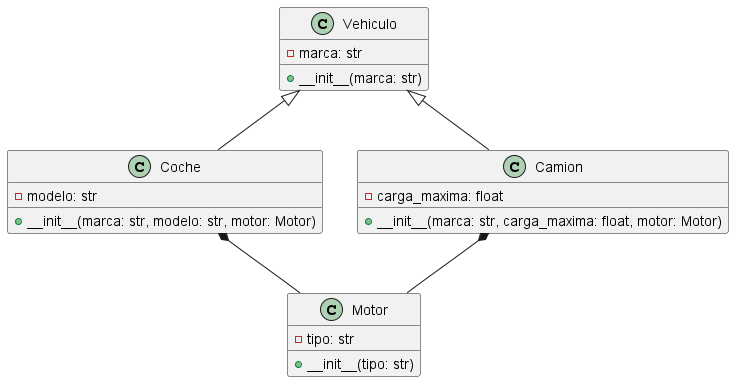 C Vehiculo
marca: str
__init__(marca: str)
C Coche
modelo: str
__init__(marca: str, modelo: str, motor: Motor)
C Camion
carga_maxima: float
__init__(marca: str, carga_maxima: float, motor: Motor)
C Motor
tipo: str
__init__(tipo: str)